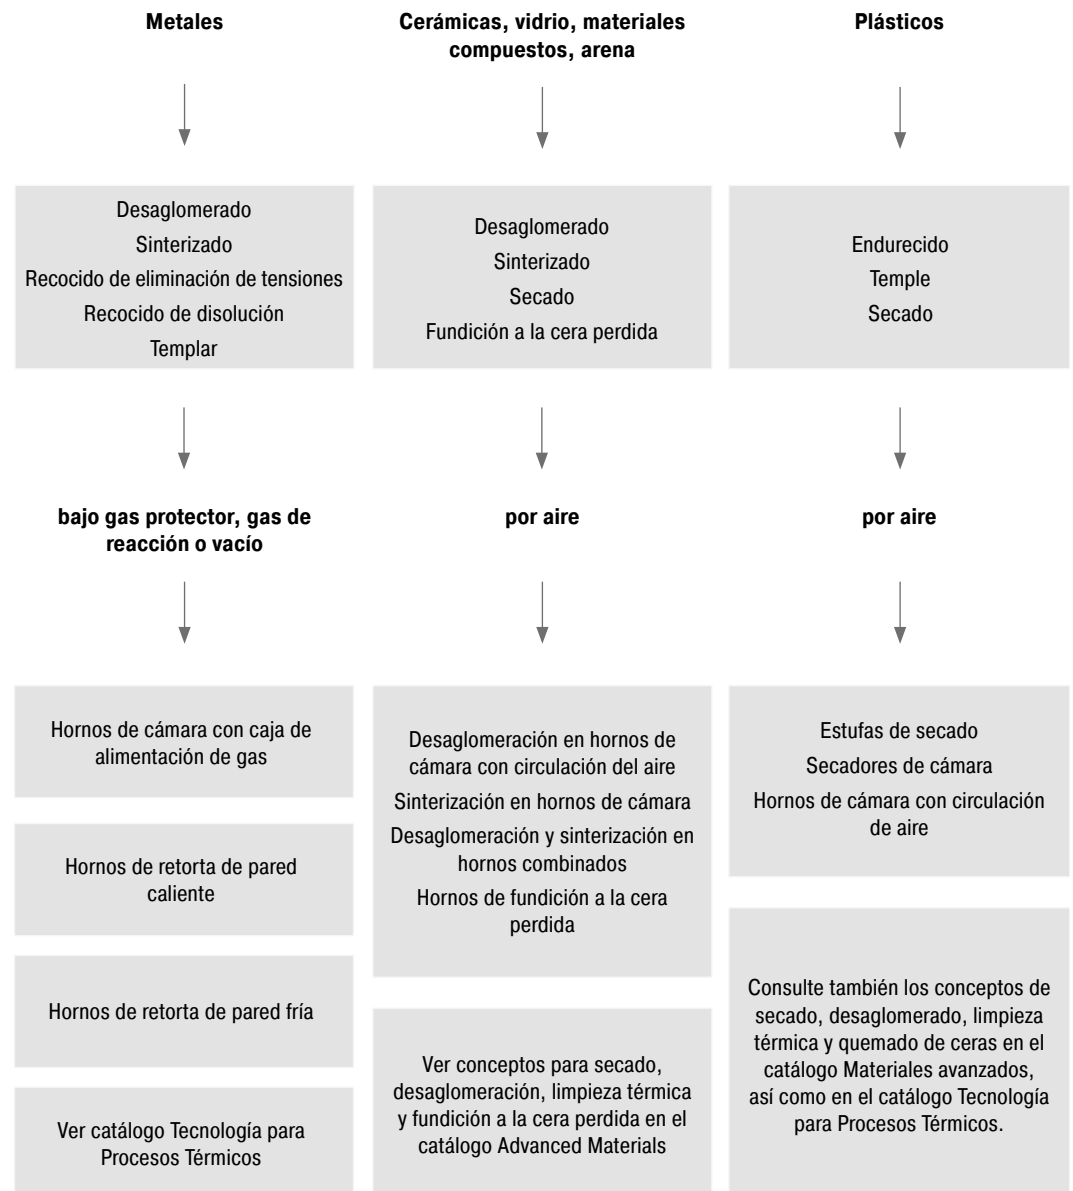 Metales
Desaglomerado
Sinterizado
Recocido de eliminación de tensiones
Recocido de disolución
Templar
bajo gas protector, gas de
reacción o vacío
Hornos de cámara con caja de
alimentación de gas
Hornos de retorta de pared
caliente
Hornos de retorta de pared fría
Ver catálogo Tecnología para
Procesos Térmicos
Cerámicas, vidrio, materiales
compuestos, arena
Desaglomerado
Sinterizado
Secado
Fundición a la cera perdida
por aire
Desaglomeración en hornos de
cámara con circulación del aire
Sinterización en hornos de cámara
Desaglomeración y sinterización en
hornos combinados
Hornos de fundición a la cera
perdida
Ver conceptos para secado,
desaglomeración, limpieza térmica
y fundición a la cera perdida en el
catálogo Advanced Materials
Plásticos
Endurecido
Temple
Secado
por aire
Estufas de secado
Secadores de cámara
Hornos de cámara con circulación
de aire
Consulte también los conceptos de
secado, desaglomerado, limpieza
térmica y quemado de ceras en el
catálogo Materiales avanzados,
así como en el catálogo Tecnología
para Procesos Térmicos.